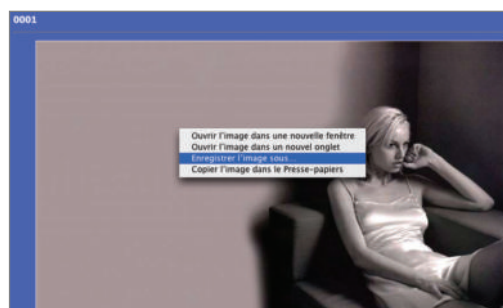 0001
Ouvrir l'image dans une nouvelle fenêtre
Ouvrir l'image dans un nouvel onglet
Enregistrer l'image sous...
Copier l'image dans le Presse-papiers